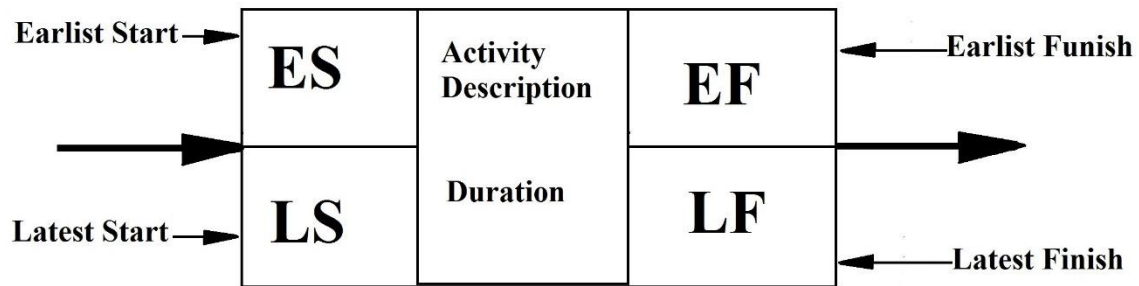 Earlist Start
ES
Activity
Description
EF
Earlist Funish
Latest Start
LS
Duration
LF
Latest Finish